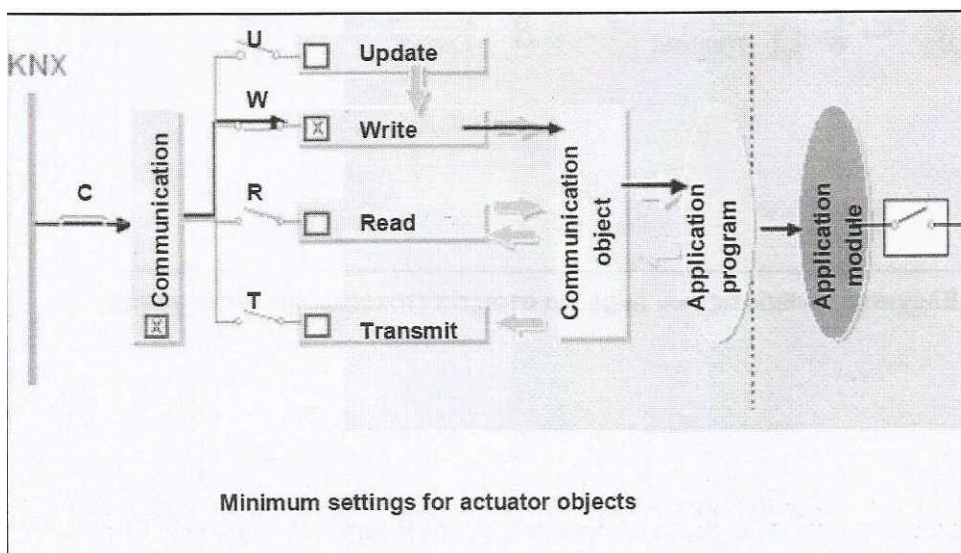 KNX
C
Communication
U
Update
W
Write
R
Read
T
Transmit
Communication
object
Application
program
Application
module
Minimum settings for actuator objects